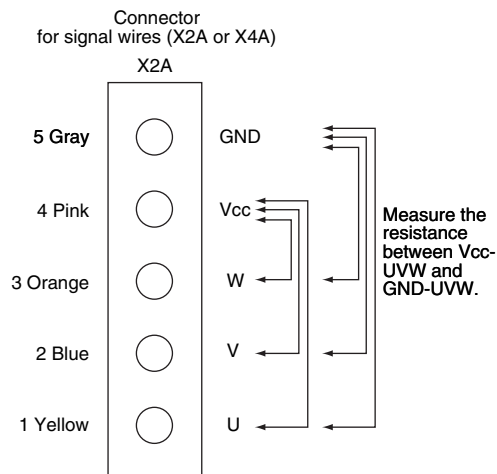 Connector
for signal wires (X2A or X4A)
X2A
5 Gray GND
4 Pink Vcc
3 Orange W
2 Blue V
1 Yellow U
Measure the
resistance
between Vcc-
UVW and
GND-UVW.